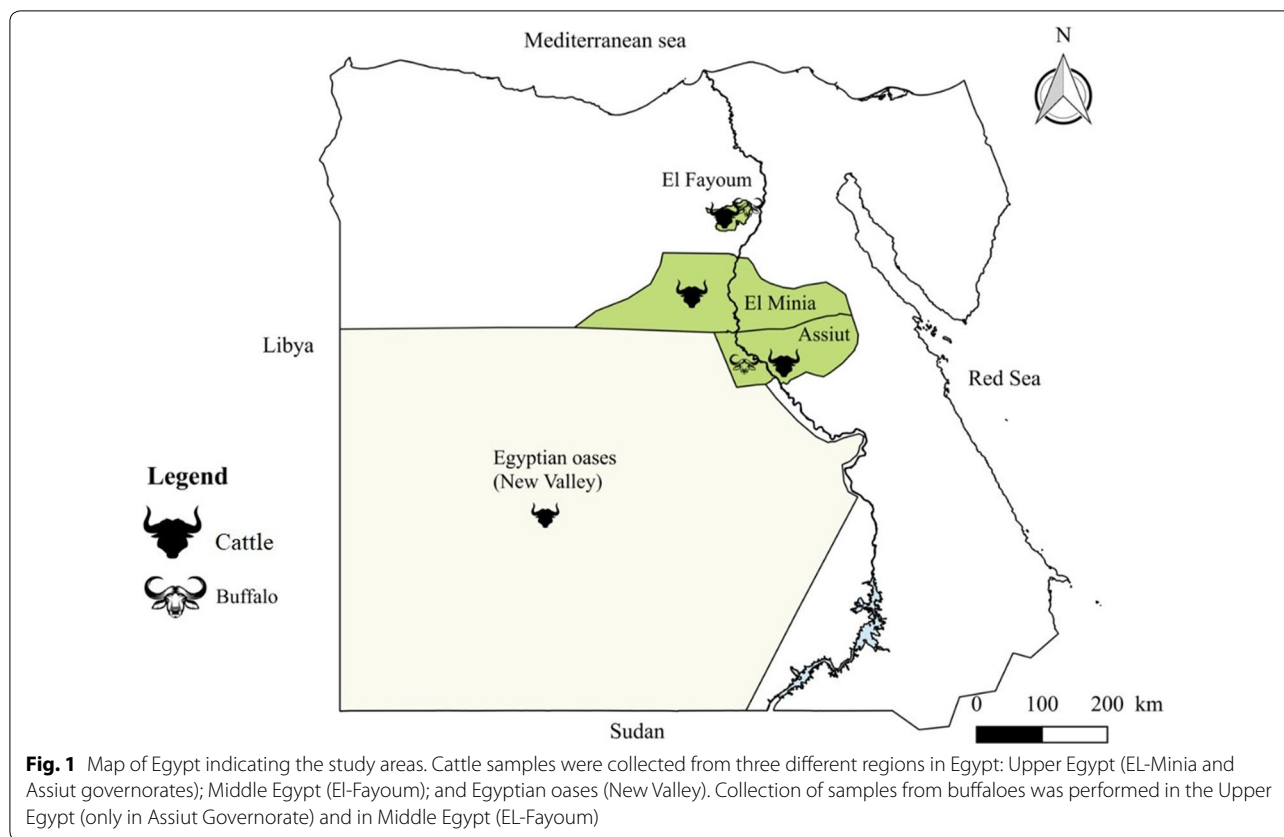 Mediterranean sea
N
El Fayoum
El Minia
Assiut
Libya
Red Sea
Egyptian oases
(New Valley)
Legend
Cattle
Buffalo
0 100 200 km
Sudan
Fig. 1 Map of Egypt indicating the study areas. Cattle samples were collected from three different regions in Egypt: Upper Egypt (EL-Minia and
Assiut governorates); Middle Egypt (El-Fayoum); and Egyptian oases (New Valley). Collection of samples from buffaloes was performed in the Upper
Egypt (only in Assiut Governorate) and in Middle Egypt (EL-Fayoum)